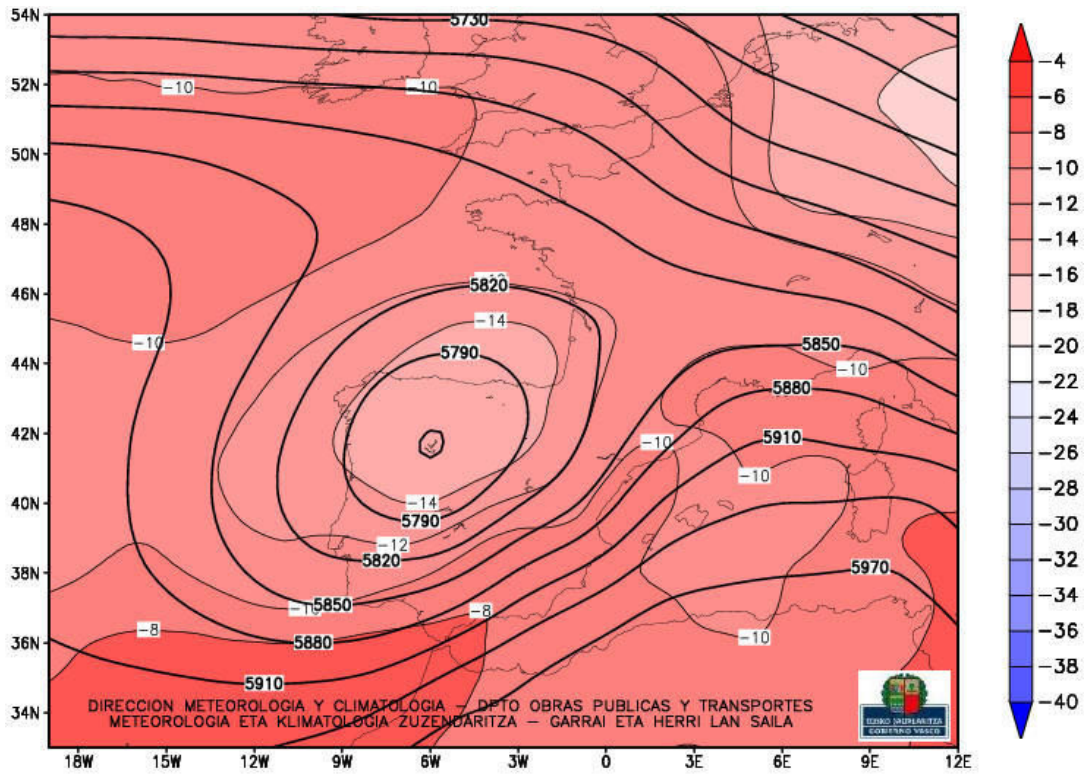 54N
52N
50N
48N
46N
44N
42N
40N
38N
36N
34N
5730
−10
−10
5820
−14
−10
5790
5850
−10
5880
5910
−10
−10
−14
5790
−12
5820
5970
5850
−8
−8
5880
−10
5910
DIRECCION METEOROLOGIA Y CLIMATOLOGIA − DPTO OBRAS PUBLICAS Y TRANSPORTES
METEOROLOGIA ETA KLIMATOLOGIA ZUZENDARITZA − GARRAI ETA HERRI LAN SAILA
EUSKO JAURLARITZA
GOBIERNO VASCO
18W 15W 12W 9W 6W 3W 0 3E 6E 9E 12E
−4
−6
−8
−10
−12
−14
−16
−18
−20
−22
−24
−26
−28
−30
−32
−34
−36
−38
−40